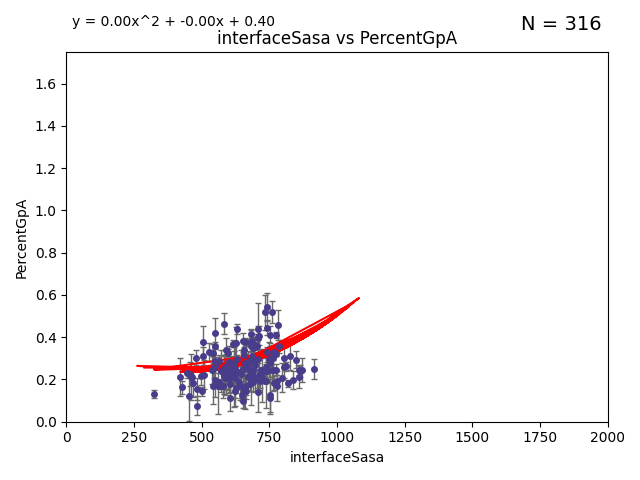 y = 0.00x^2 + -0.00x + 0.40
N = 316
interfaceSasa vs PercentGpA
PercentGpA
1.6
1.4
1.2
1.0
0.8
0.6
0.4
0.2
0.0
0 250 500 750 1000 1250 1500 1750 2000
interfaceSasa